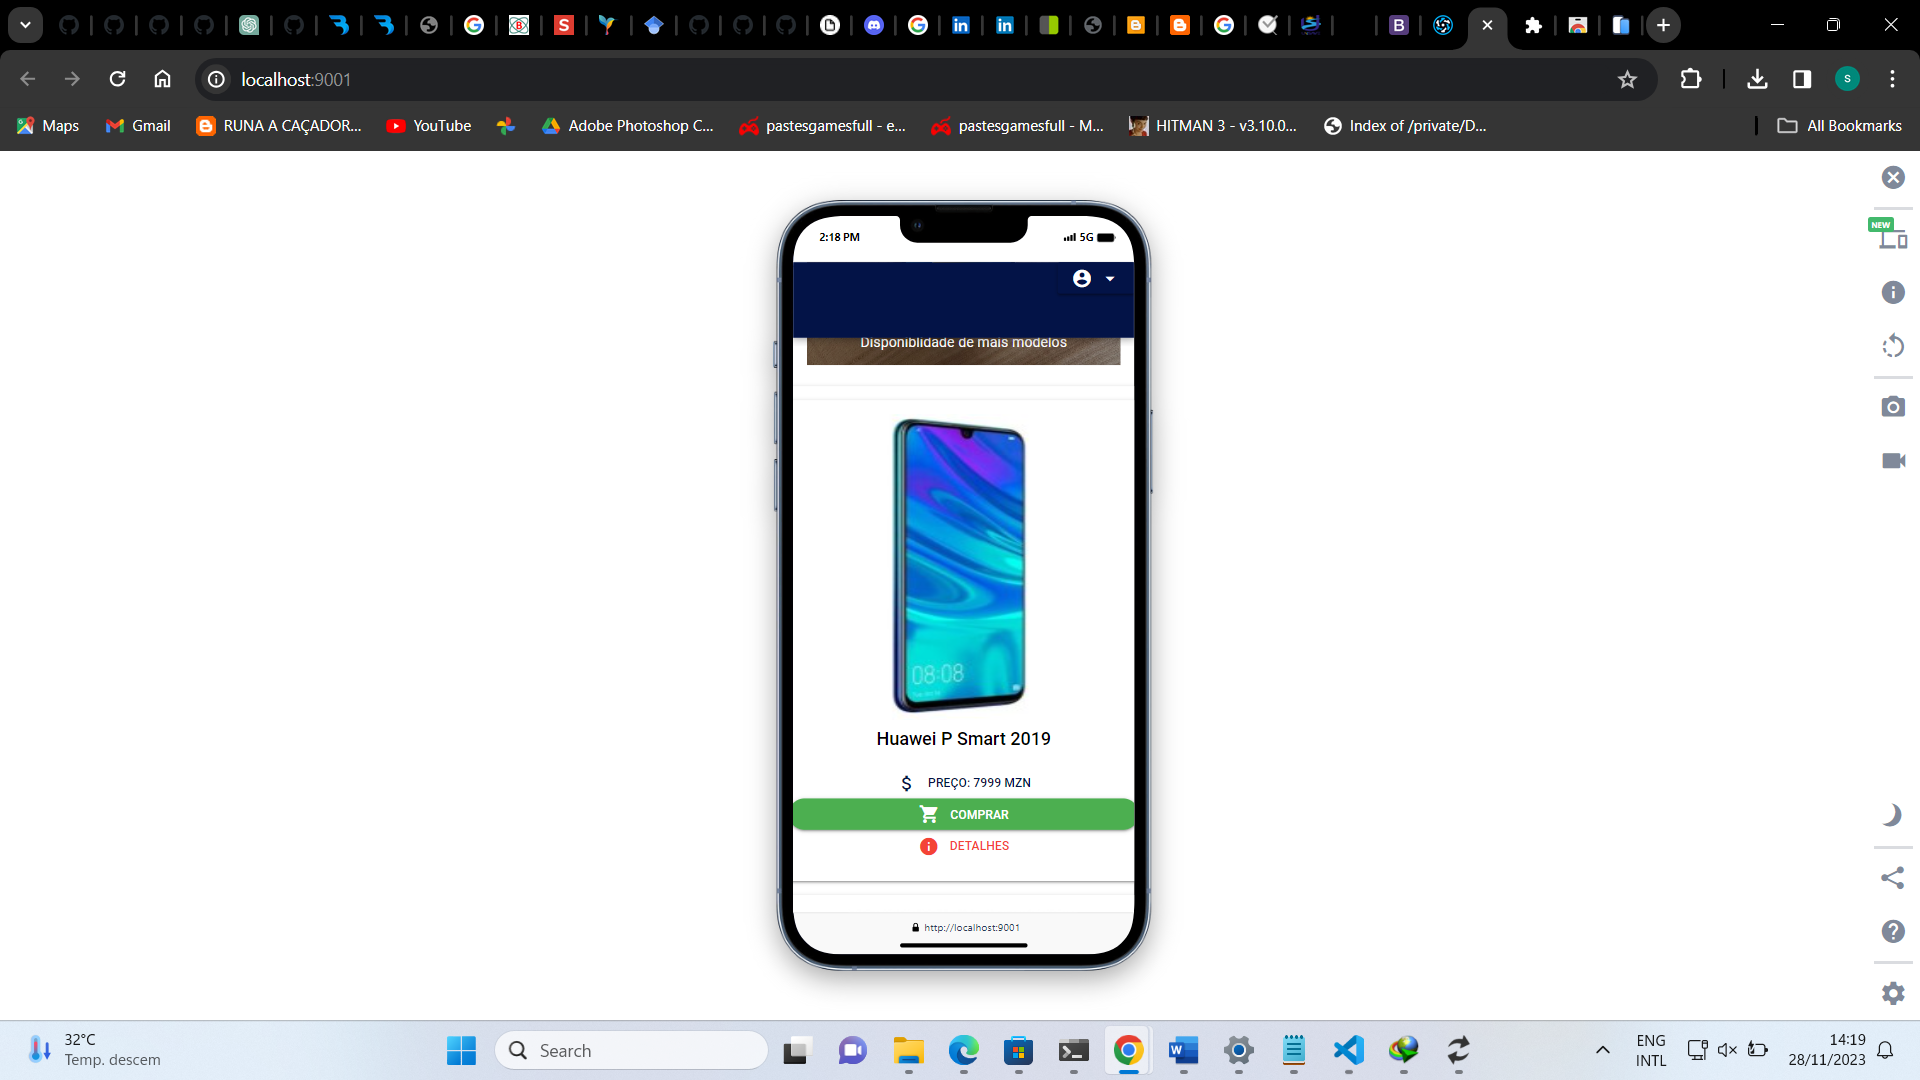 localhost:9001
S
Maps
Gmail
RUNA A CAÇADOR...
YouTube
Adobe Photoshop C...
pastesgamesfull - e...
pastesgamesfull - M...
HITMAN 3 - v3.10.0...
Index of /private/D...
All Bookmarks
NEW
2:18 PM
5G
Disponiblidade de mais modelos
08:08
Huawei P Smart 2019
PREÇO: 7999 MZN
COMPRAR
DETALHES
http://localhost:9001
32°C
Temp. descem
Search
ENG
INTL
14:19
28/11/2023